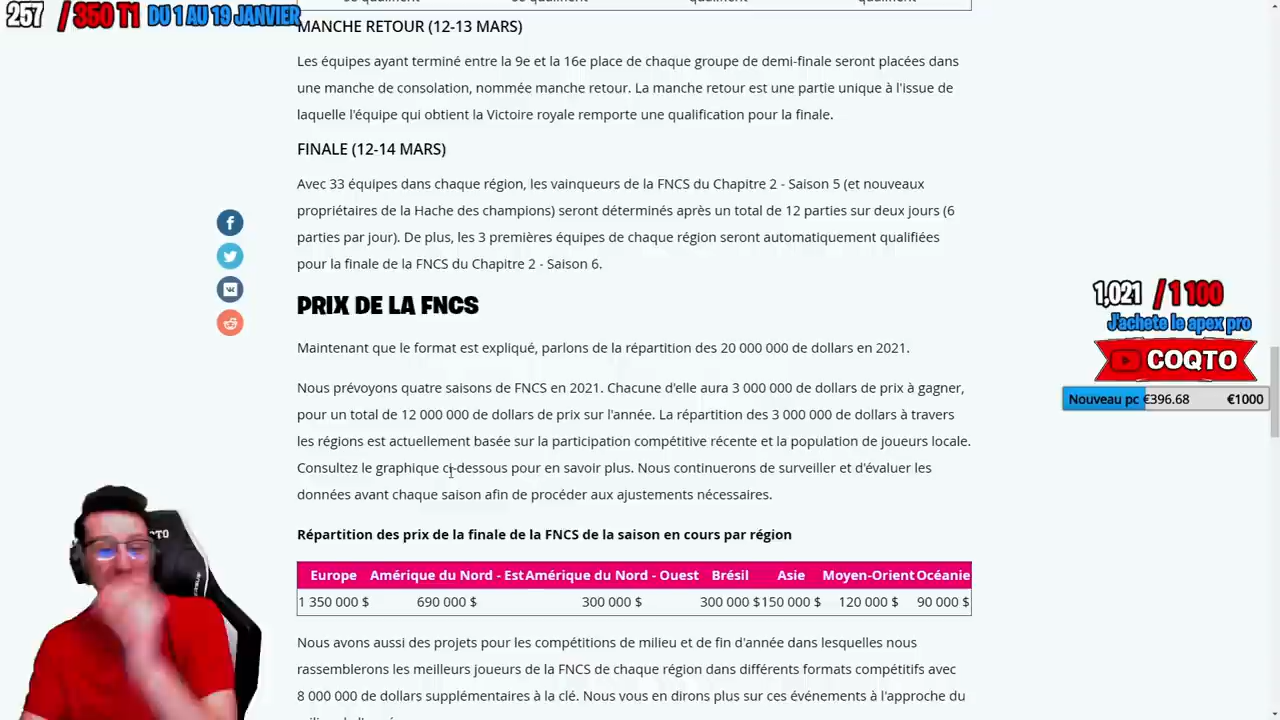 257 / 350 T1 DU 1 AU 19 JANVIER
MANCHE RETOUR (12-13 MARS)
Les équipes ayant terminé entre la 9e et la 16e place de chaque groupe de demi-finale seront placées dans
une manche de consolation, nommée manche retour. La manche retour est une partie unique à l'issue de
laquelle l'équipe qui obtient la Victoire royale remporte une qualification pour la finale.
FINALE (12-14 MARS)
Avec 33 équipes dans chaque région, les vainqueurs de la FNCS du Chapitre 2 - Saison 5 (et nouveaux
propriétaires de la Hache des champions) seront déterminés après un total de 12 parties sur deux jours (6
parties par jour). De plus, les 3 premières équipes de chaque région seront automatiquement qualifiées
pour la finale de la FNCS du Chapitre 2 - Saison 6.
PRIX DE LA FNCS
Maintenant que le format est expliqué, parlons de la répartition des 20 000 000 de dollars en 2021.
Nous prévoyons quatre saisons de FNCS en 2021. Chacune d'elle aura 3 000 000 de dollars de prix à gagner,
pour un total de 12 000 000 de dollars de prix sur l'année. La répartition des 3 000 000 de dollars à travers
les régions est actuellement basée sur la participation compétitive récente et la population de joueurs locale.
Consultez le graphique ci-dessous pour en savoir plus. Nous continuerons de surveiller et d'évaluer les
données avant chaque saison afin de procéder aux ajustements nécessaires.
Répartition des prix de la finale de la FNCS de la saison en cours par région
Europe Amérique du Nord - Est Amérique du Nord - Ouest Brésil Asie Moyen-Orient Océanie
1 350 000 $ 690 000 $ 300 000 $ 300 000 $ 150 000 $ 120 000 $ 90 000 $
Nous avons aussi des projets pour les compétitions de milieu et de fin d'année dans lesquelles nous
rassemblerons les meilleurs joueurs de la FNCS de chaque région dans différents formats compétitifs avec
8 000 000 de dollars supplémentaires à la clé. Nous vous en dirons plus sur ces événements à l'approche du
1,021 / 1 100
J'achete le apex pro
COQTO
Nouveau pc €396.68 €1000